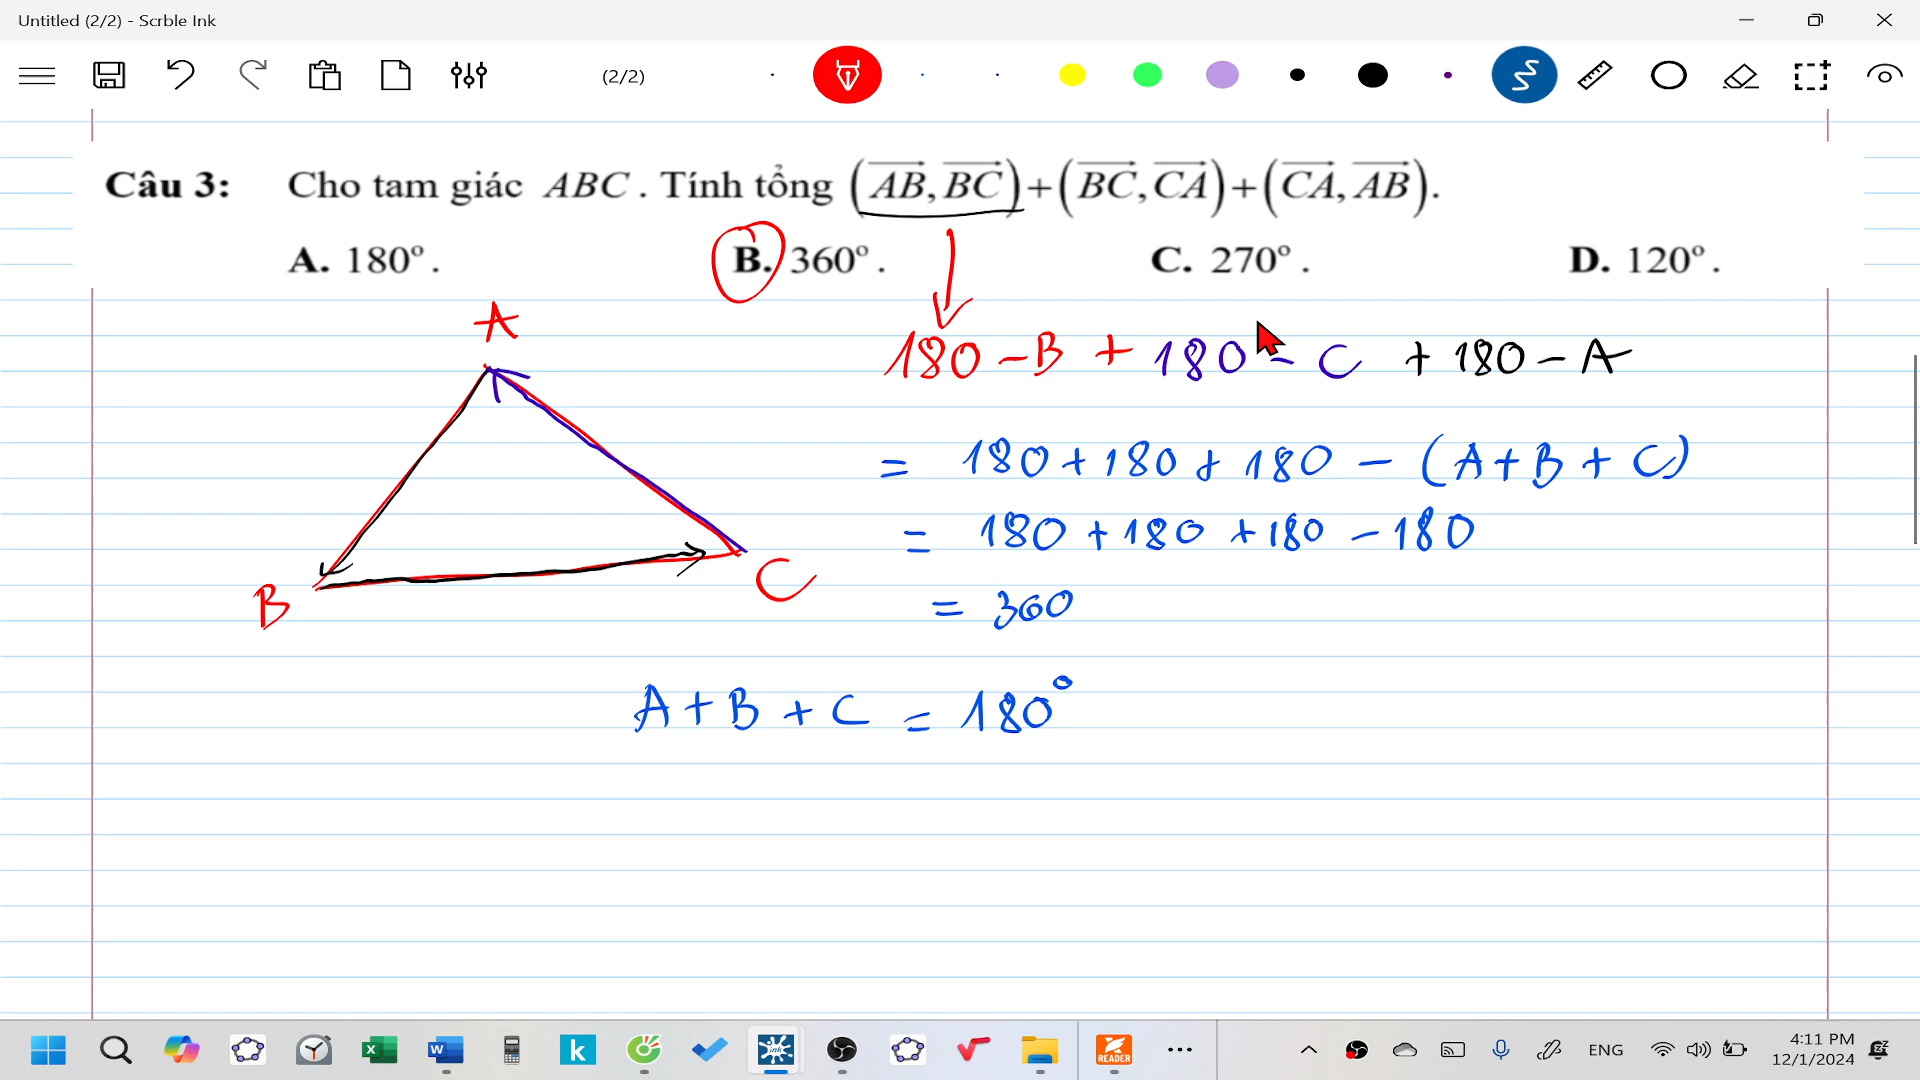 Untitled (2/2) - Scrble Ink
(2/2)
Câu 3: Cho tam giác ABC . Tính tổng (AB, BC)+(BC, CA)+(CA, AB).
A. 180° . B. 360° . C. 270° . D. 120° .
A
B
C
180 - B + 180 - C + 180 - A
= 180 + 180 + 180 - (A + B + C)
= 180 + 180 + 180 - 180
= 360
A + B + C = 180°
READER
ENG
4:11 PM
12/1/2024